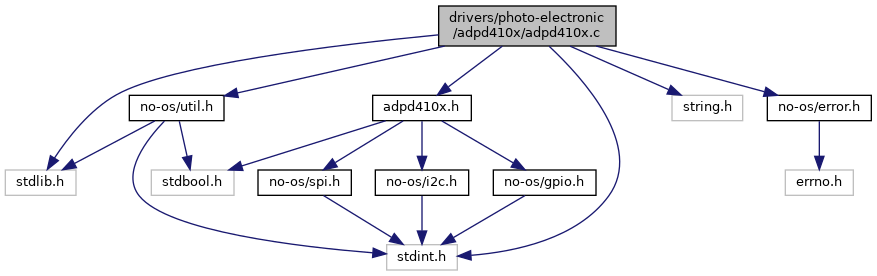 drivers/photo-electronic
/adpd410x/adpd410x.c
no-os/util.h
adpd410x.h
string.h
no-os/error.h
stdlib.h
stdbool.h
no-os/spi.h
no-os/i2c.h
no-os/gpio.h
errno.h
stdint.h